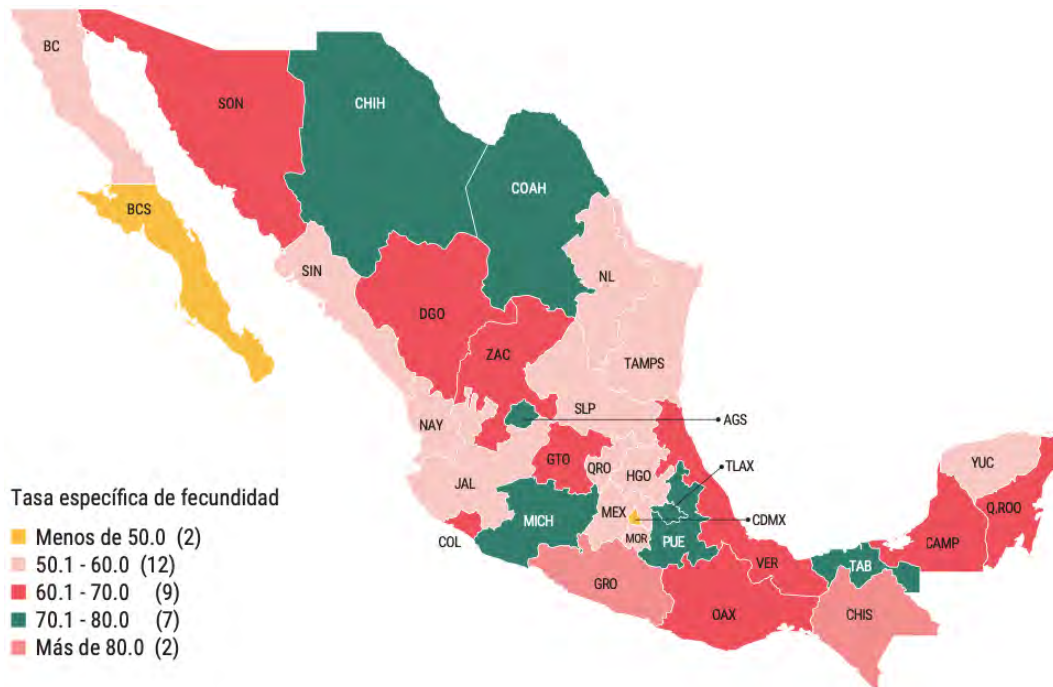 BC
SON
CHIH
COAH
BCS
SIN
NL
DGO
ZAC
TAMPS
SLP
NAY
AGS
GTO
QRO
HGO
TLAX
YUC
JAL
Q.ROO
MICH
MEX
CDMX
COL
MOR
PUE
CAMP
VER
TAB
GRO
OAX
CHIS
Tasa específica de fecundidad
Menos de 50.0 (2)
50.1 - 60.0 (12)
60.1 - 70.0 (9)
70.1 - 80.0 (7)
Más de 80.0 (2)